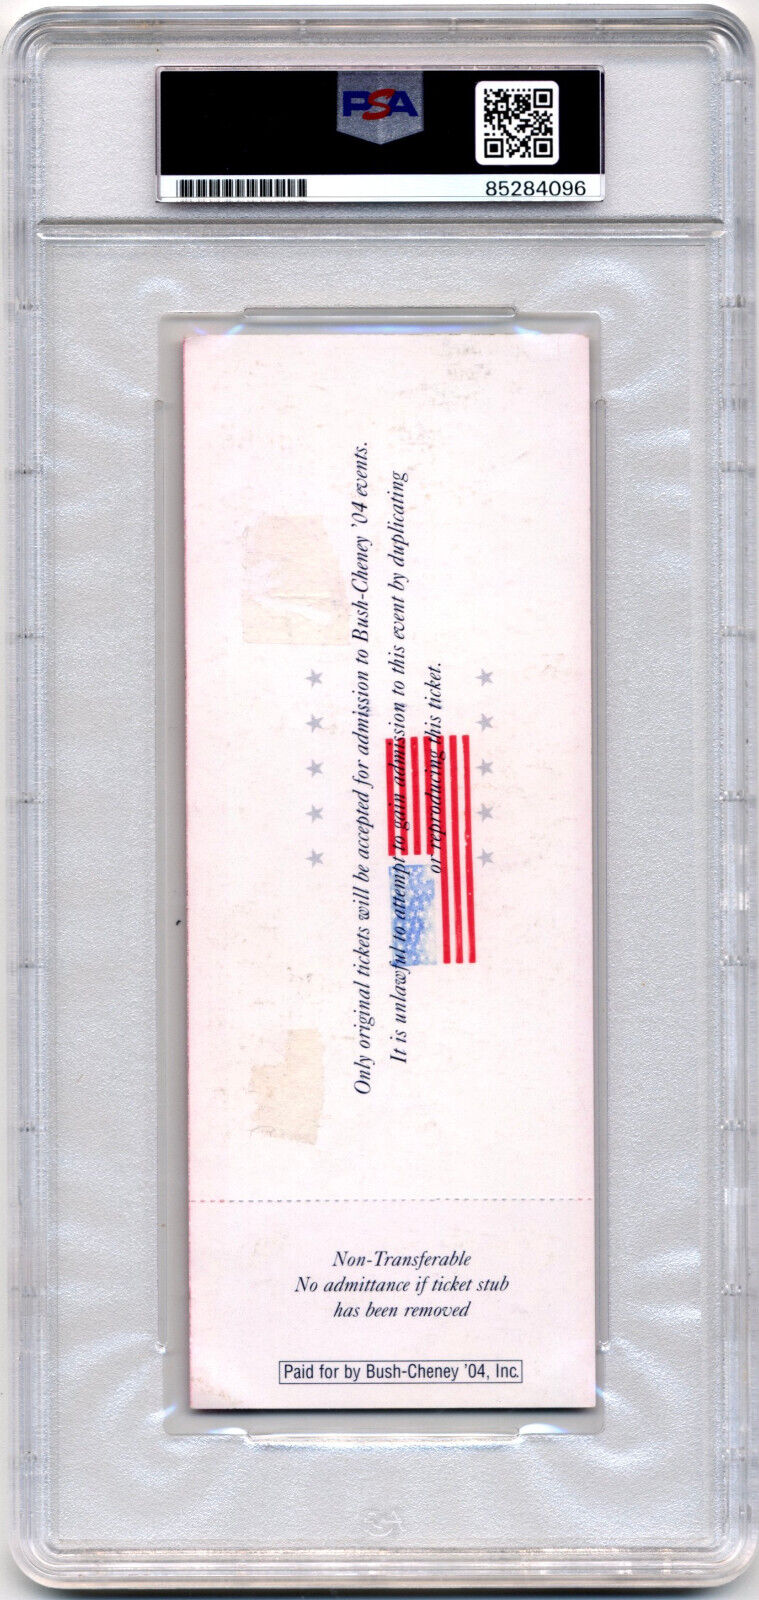 PSA
85284096
Only original tickets will be accepted for admission to Bush-Cheney '04 events.
It is unlawful to attempt to gain admission to this event by duplicating
or reproducing this ticket.
Non-Transferable
No admittance if ticket stub
has been removed
Paid for by Bush-Cheney '04, Inc.
PSA